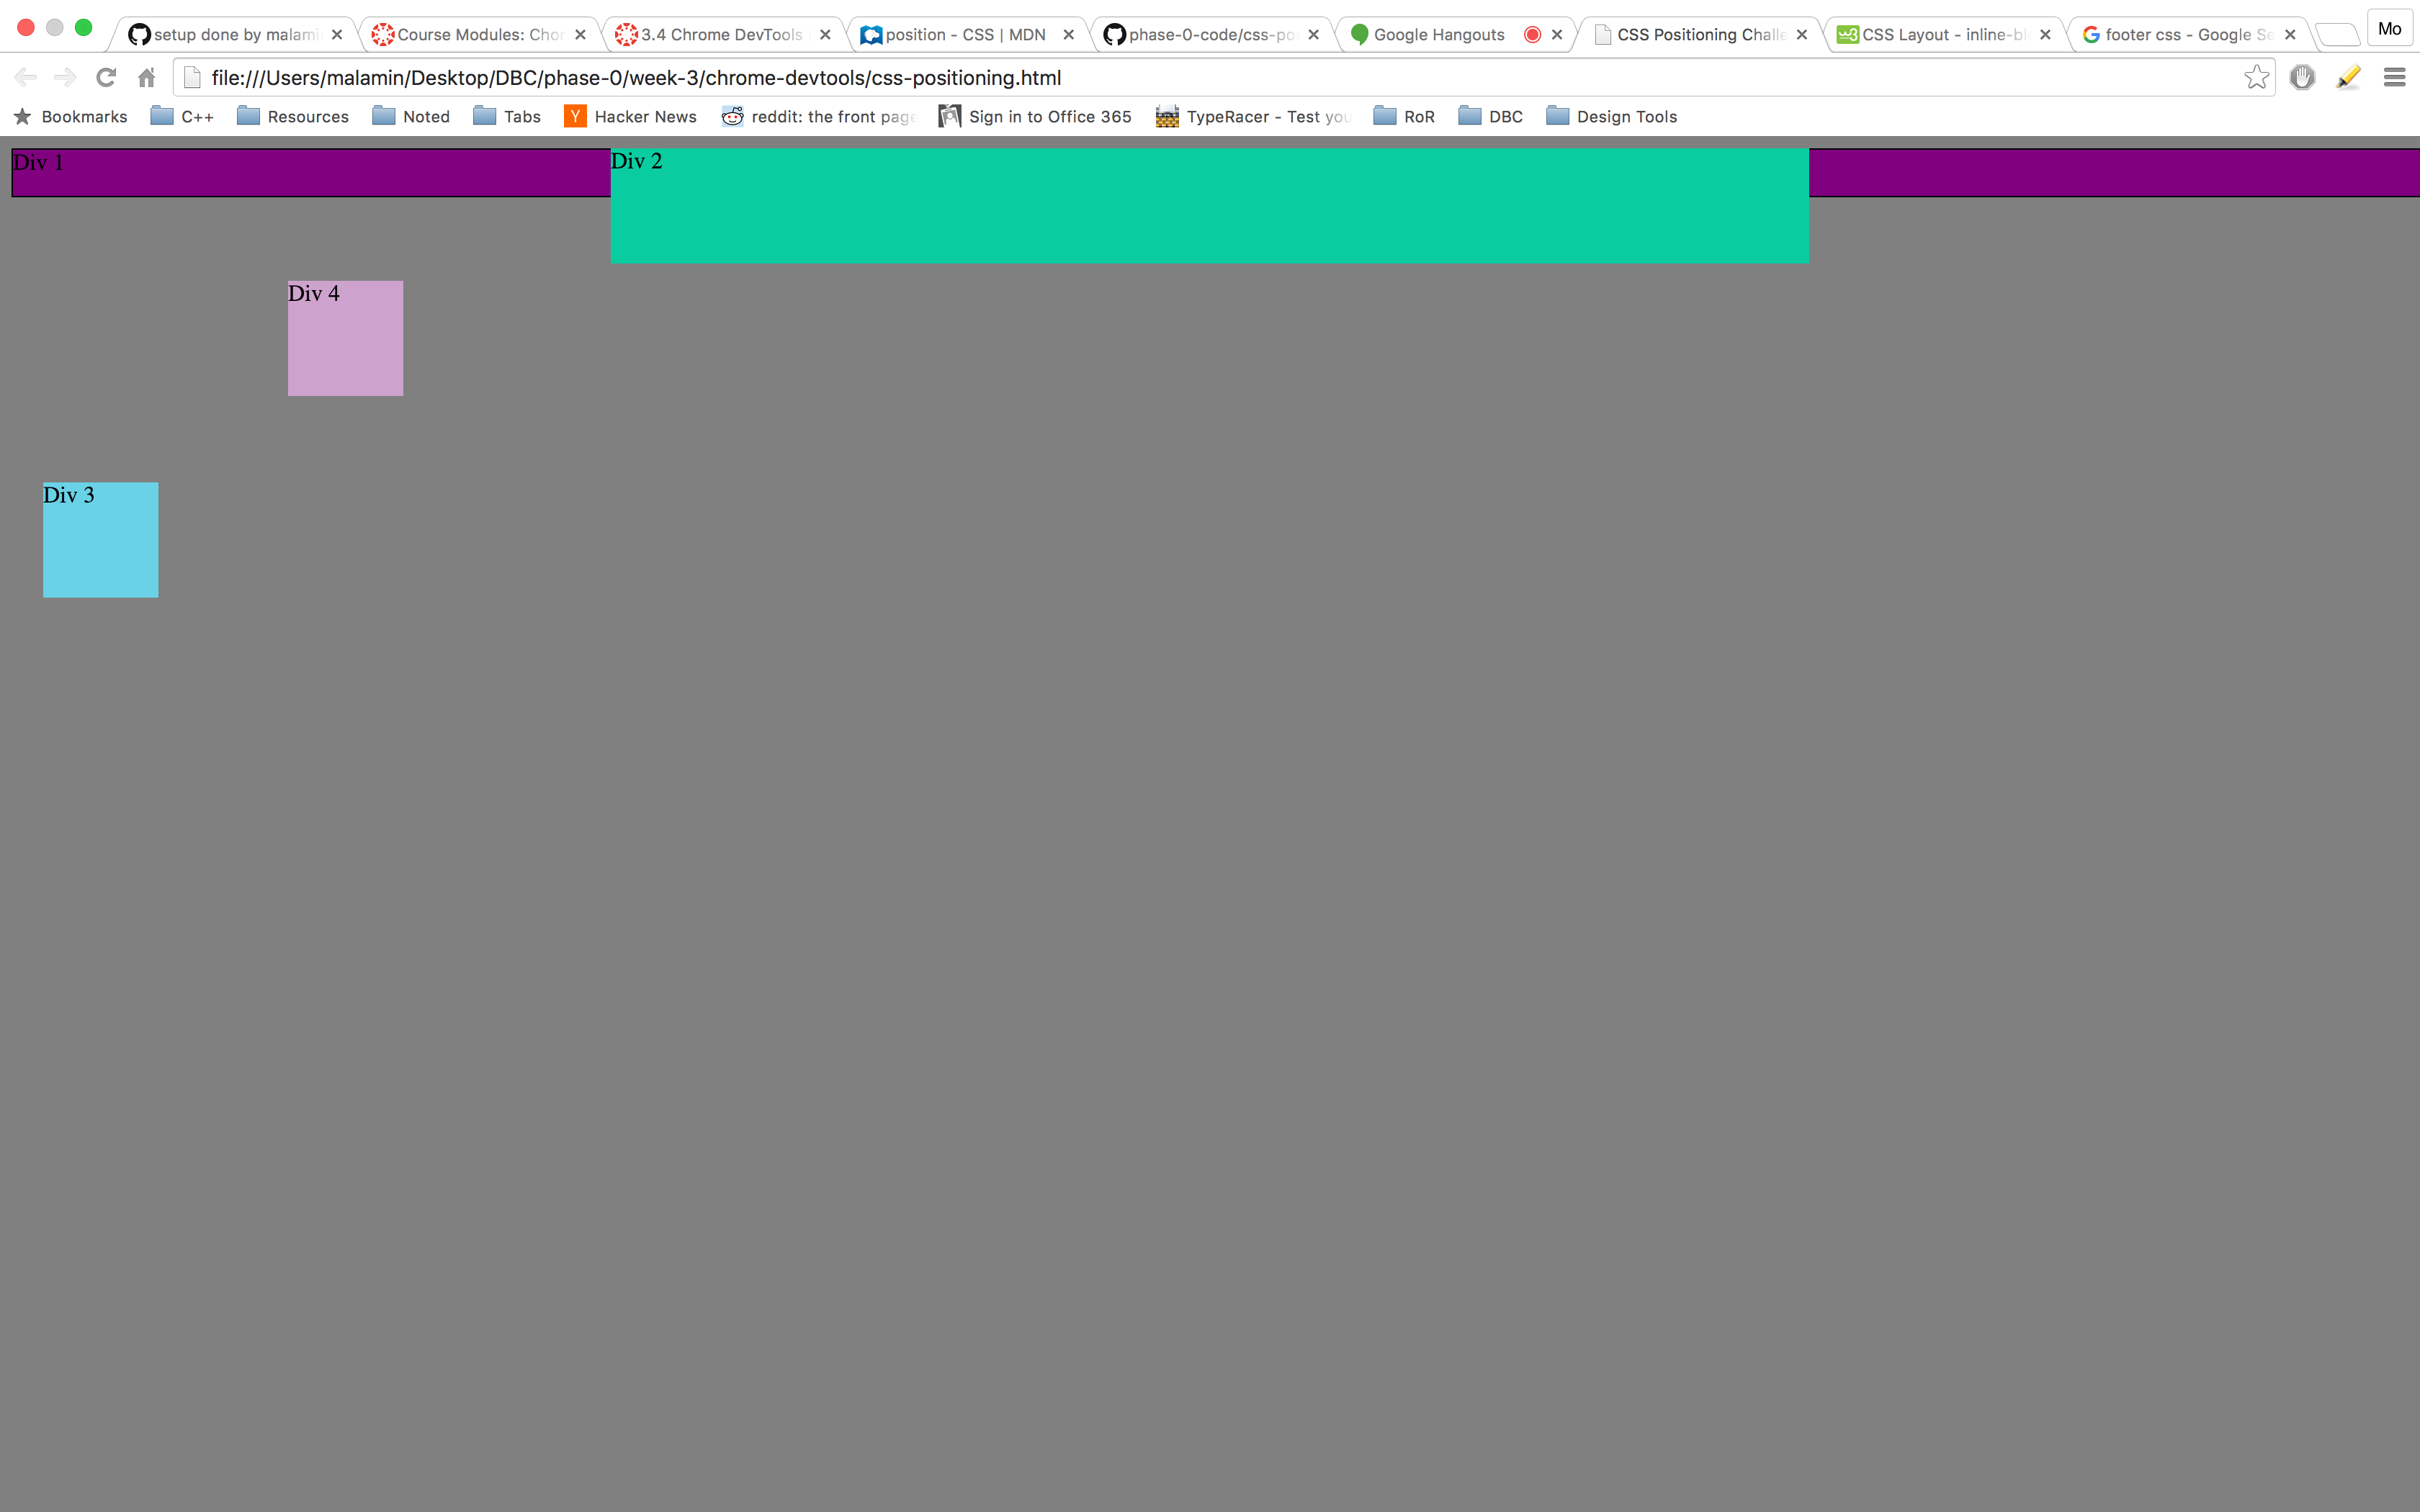 setup done by malami Course Modules: Cho 3.4 Chrome DevTools position - CSS | MDN phase-0-code/css-po Google Hangouts CSS Positioning Challe CSS Layout - inline-bl footer css - Google Se Mo
file:///Users/malamin/Desktop/DBC/phase-0/week-3/chrome-devtools/css-positioning.html
Bookmarks C++ Resources Noted Tabs Y Hacker News reddit: the front page Sign in to Office 365 TypeRacer - Test you RoR DBC Design Tools
Div 1 Div 2
Div 4
Div 3